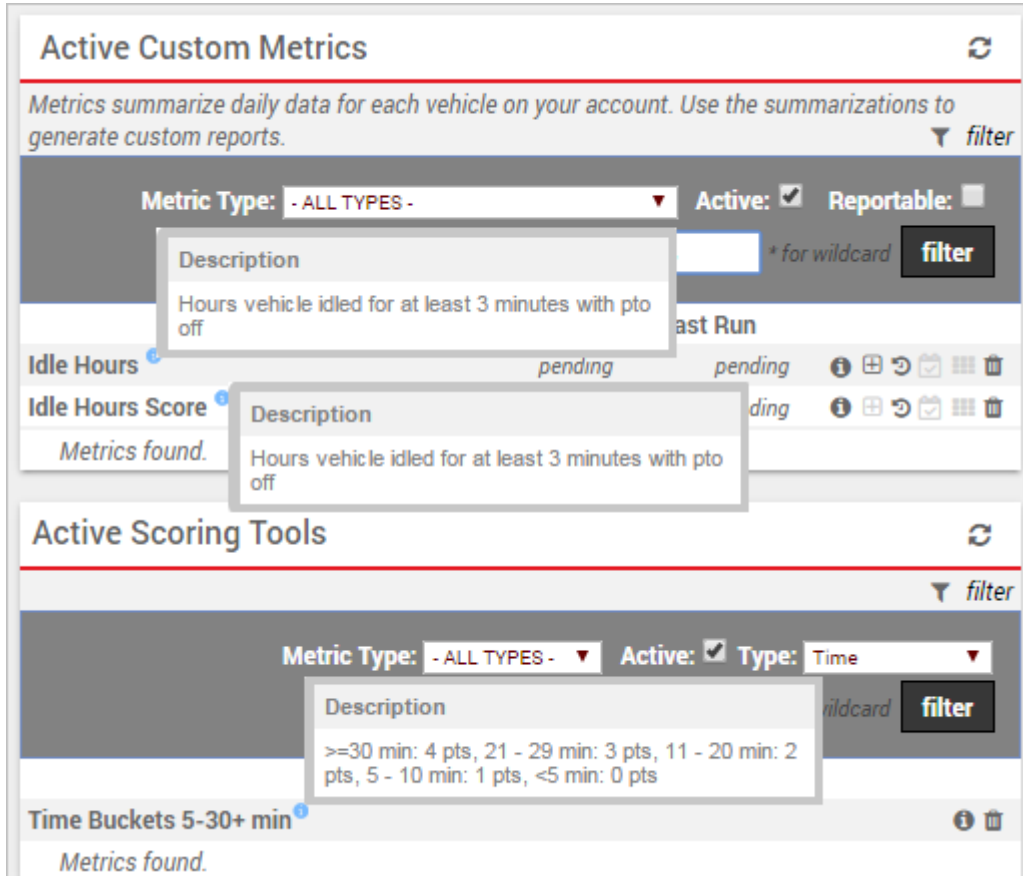 Active Custom Metrics
Metrics summarize daily data for each vehicle on your account. Use the summarizations to
generate custom reports.
filter
Metric Type: - ALL TYPES - Active: Reportable:
* for wildcard filter
Description
Hours vehicle idled for at least 3 minutes with pto
off
Run
Idle Hours pending pending
Idle Hours Score
Description
Hours vehicle idled for at least 3 minutes with pto
off
Metrics found.
Active Scoring Tools
filter
Metric Type: - ALL TYPES - Active: Type: Time
wildcard filter
Description
>=30 min: 4 pts, 21 - 29 min: 3 pts, 11 - 20 min: 2
pts, 5 - 10 min: 1 pts, <5 min: 0 pts
Time Buckets 5-30+ min
Metrics found.